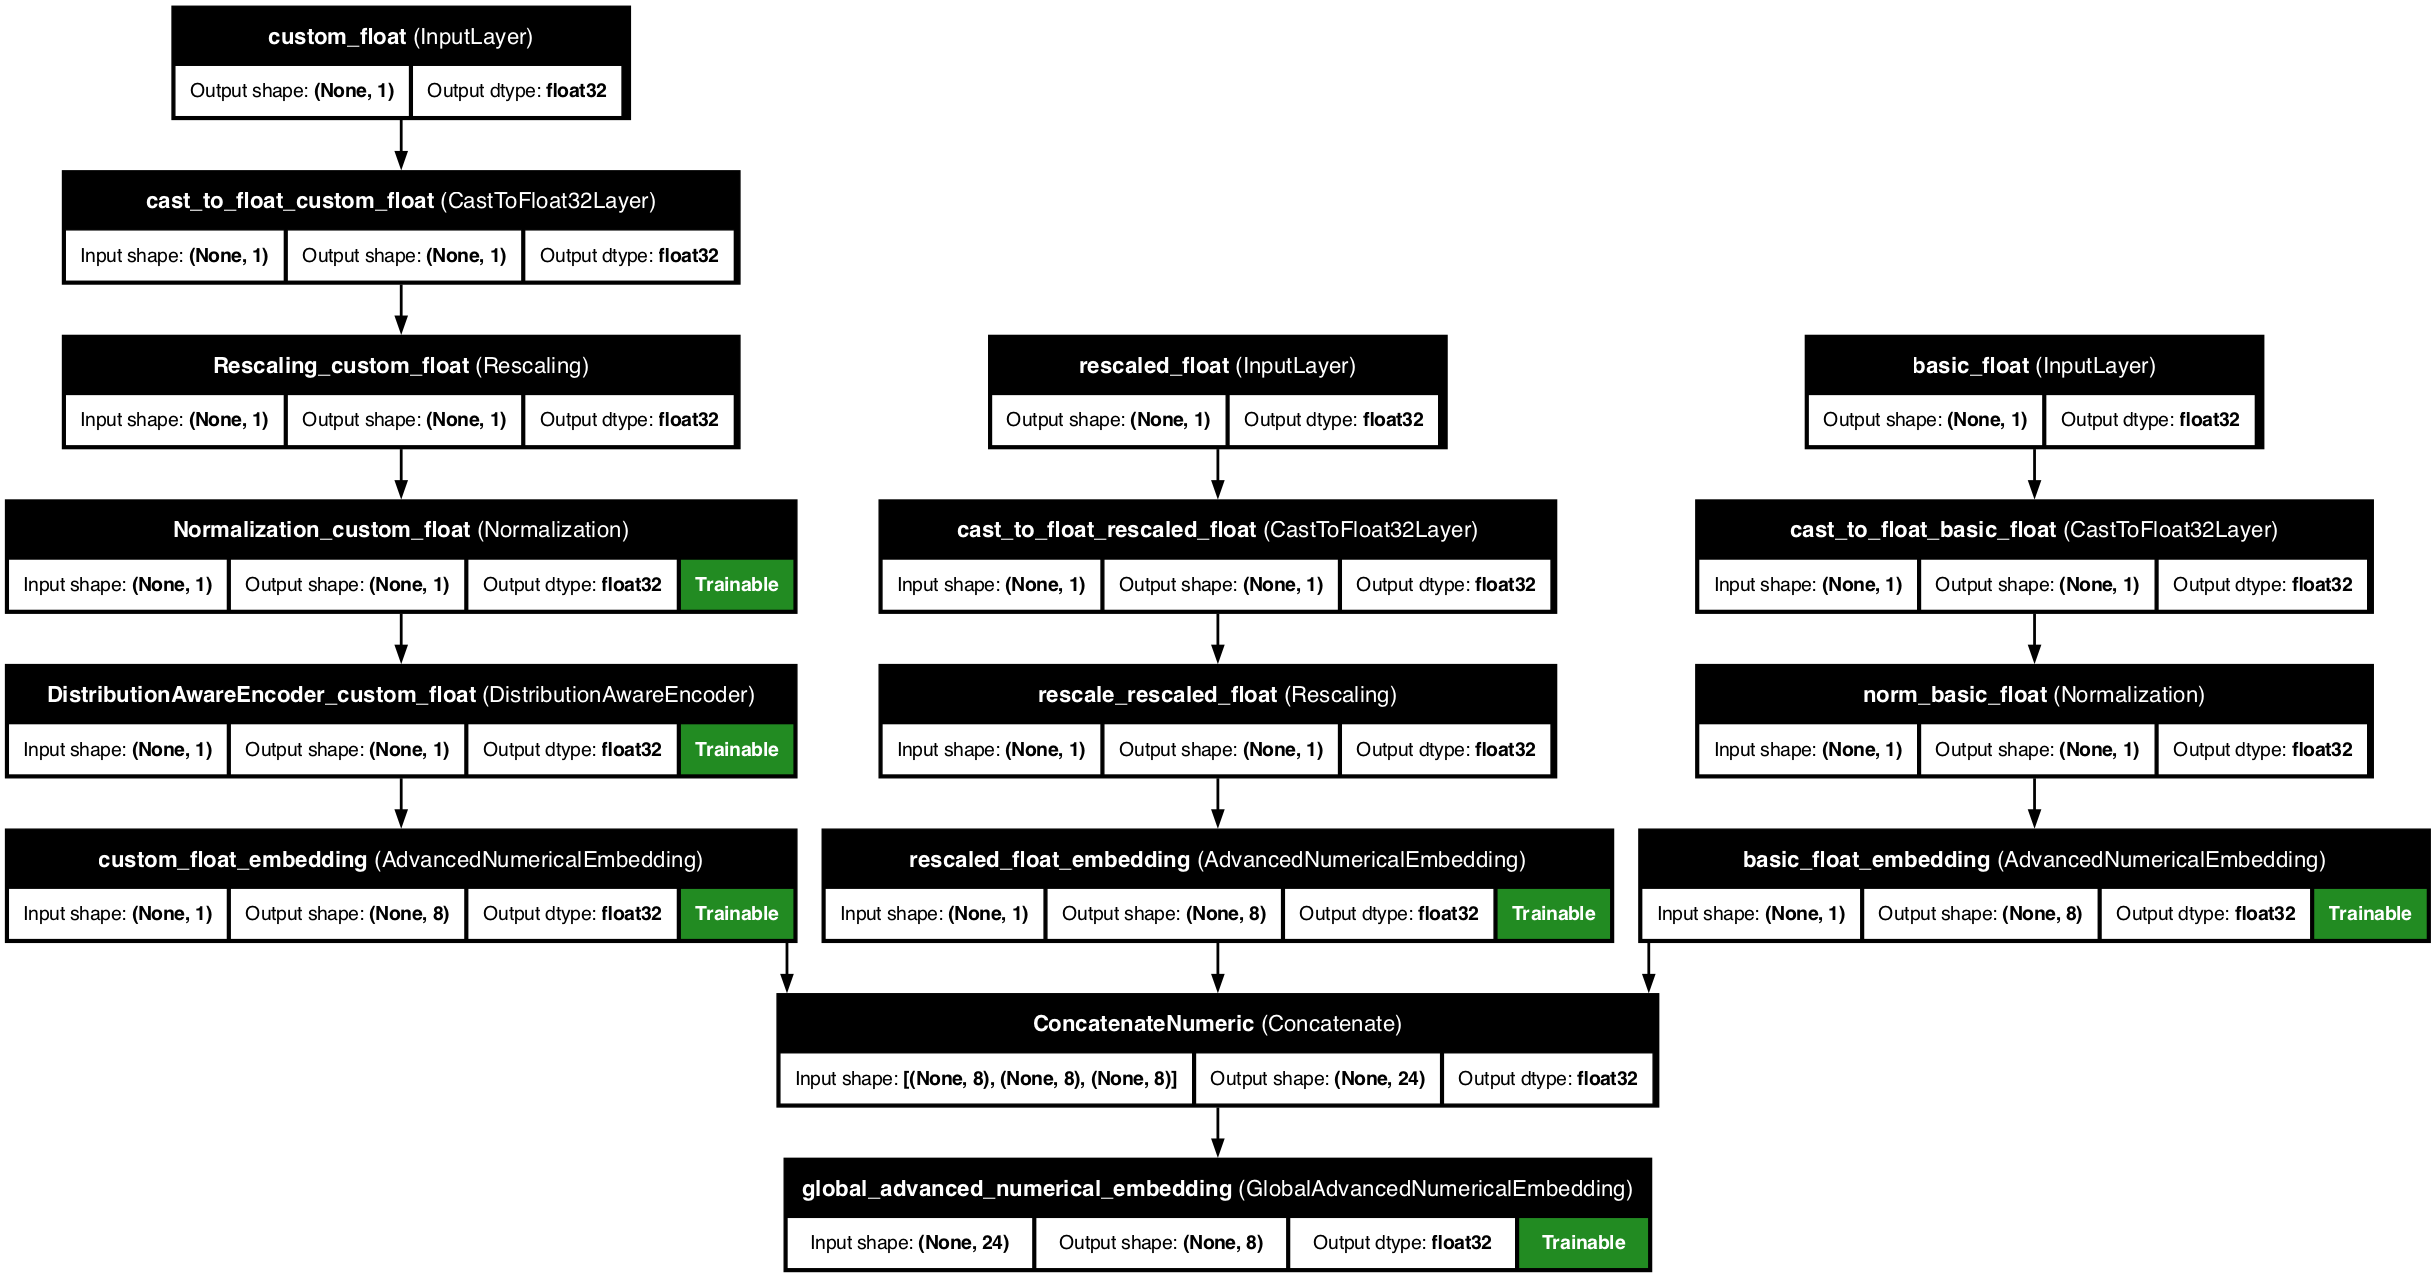 custom_float (InputLayer)
Output shape: (None, 1) Output dtype: float32
cast_to_float_custom_float (CastToFloat32Layer)
Input shape: (None, 1) Output shape: (None, 1) Output dtype: float32
Rescaling_custom_float (Rescaling)
Input shape: (None, 1) Output shape: (None, 1) Output dtype: float32
rescaled_float (InputLayer)
Output shape: (None, 1) Output dtype: float32
basic_float (InputLayer)
Output shape: (None, 1) Output dtype: float32
Normalization_custom_float (Normalization)
Input shape: (None, 1) Output shape: (None, 1) Output dtype: float32 Trainable
cast_to_float_rescaled_float (CastToFloat32Layer)
Input shape: (None, 1) Output shape: (None, 1) Output dtype: float32
cast_to_float_basic_float (CastToFloat32Layer)
Input shape: (None, 1) Output shape: (None, 1) Output dtype: float32
DistributionAwareEncoder_custom_float (DistributionAwareEncoder)
Input shape: (None, 1) Output shape: (None, 1) Output dtype: float32 Trainable
rescale_rescaled_float (Rescaling)
Input shape: (None, 1) Output shape: (None, 1) Output dtype: float32
norm_basic_float (Normalization)
Input shape: (None, 1) Output shape: (None, 1) Output dtype: float32
custom_float_embedding (AdvancedNumericalEmbedding)
Input shape: (None, 1) Output shape: (None, 8) Output dtype: float32 Trainable
rescaled_float_embedding (AdvancedNumericalEmbedding)
Input shape: (None, 1) Output shape: (None, 8) Output dtype: float32 Trainable
basic_float_embedding (AdvancedNumericalEmbedding)
Input shape: (None, 1) Output shape: (None, 8) Output dtype: float32 Trainable
ConcatenateNumeric (Concatenate)
Input shape: [(None, 8), (None, 8), (None, 8)] Output shape: (None, 24) Output dtype: float32
global_advanced_numerical_embedding (GlobalAdvancedNumericalEmbedding)
Input shape: (None, 24) Output shape: (None, 8) Output dtype: float32 Trainable